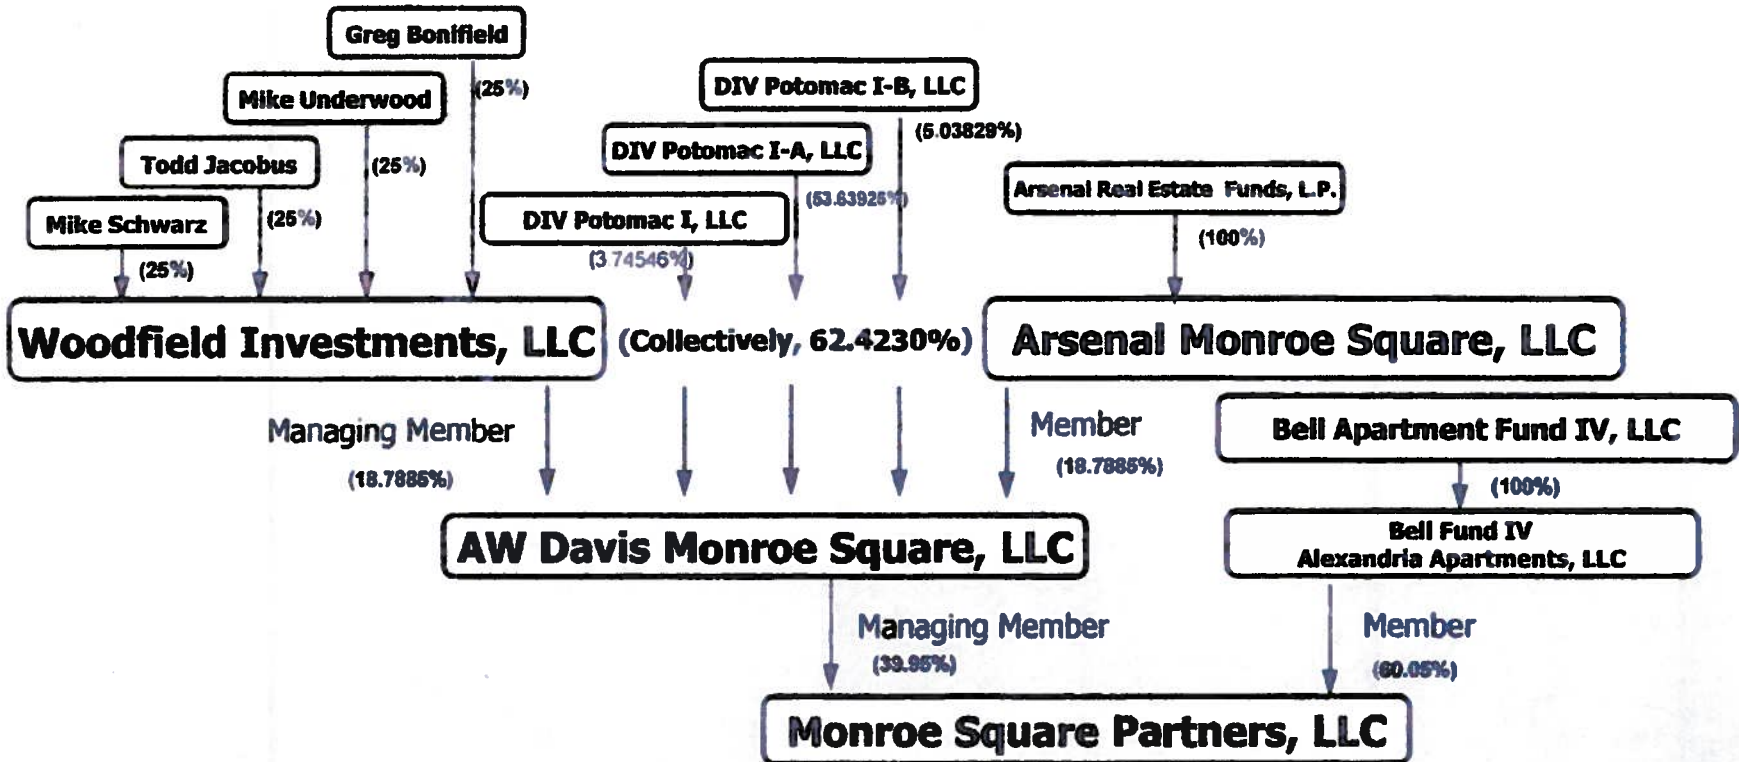 Greg Bonifield
(25%)
DIV Potomac I-B, LLC
(5.03829%)
Mike Underwood
(25%)
DIV Potomac I-A, LLC
(53.63925%)
Todd Jacobus
(25%)
Arsenal Real Estate Funds, L.P.
(100%)
Mike Schwarz
(25%)
DIV Potomac I, LLC
(3.74546%)
Woodfield Investments, LLC
(Collectively, 62.4230%)
Arsenal Monroe Square, LLC
Managing Member
(18.7885%)
Member
(18.7885%)
Bell Apartment Fund IV, LLC
(100%)
AW Davis Monroe Square, LLC
Bell Fund IV
Alexandria Apartments, LLC
Managing Member
(39.95%)
Member
(60.05%)
Monroe Square Partners, LLC